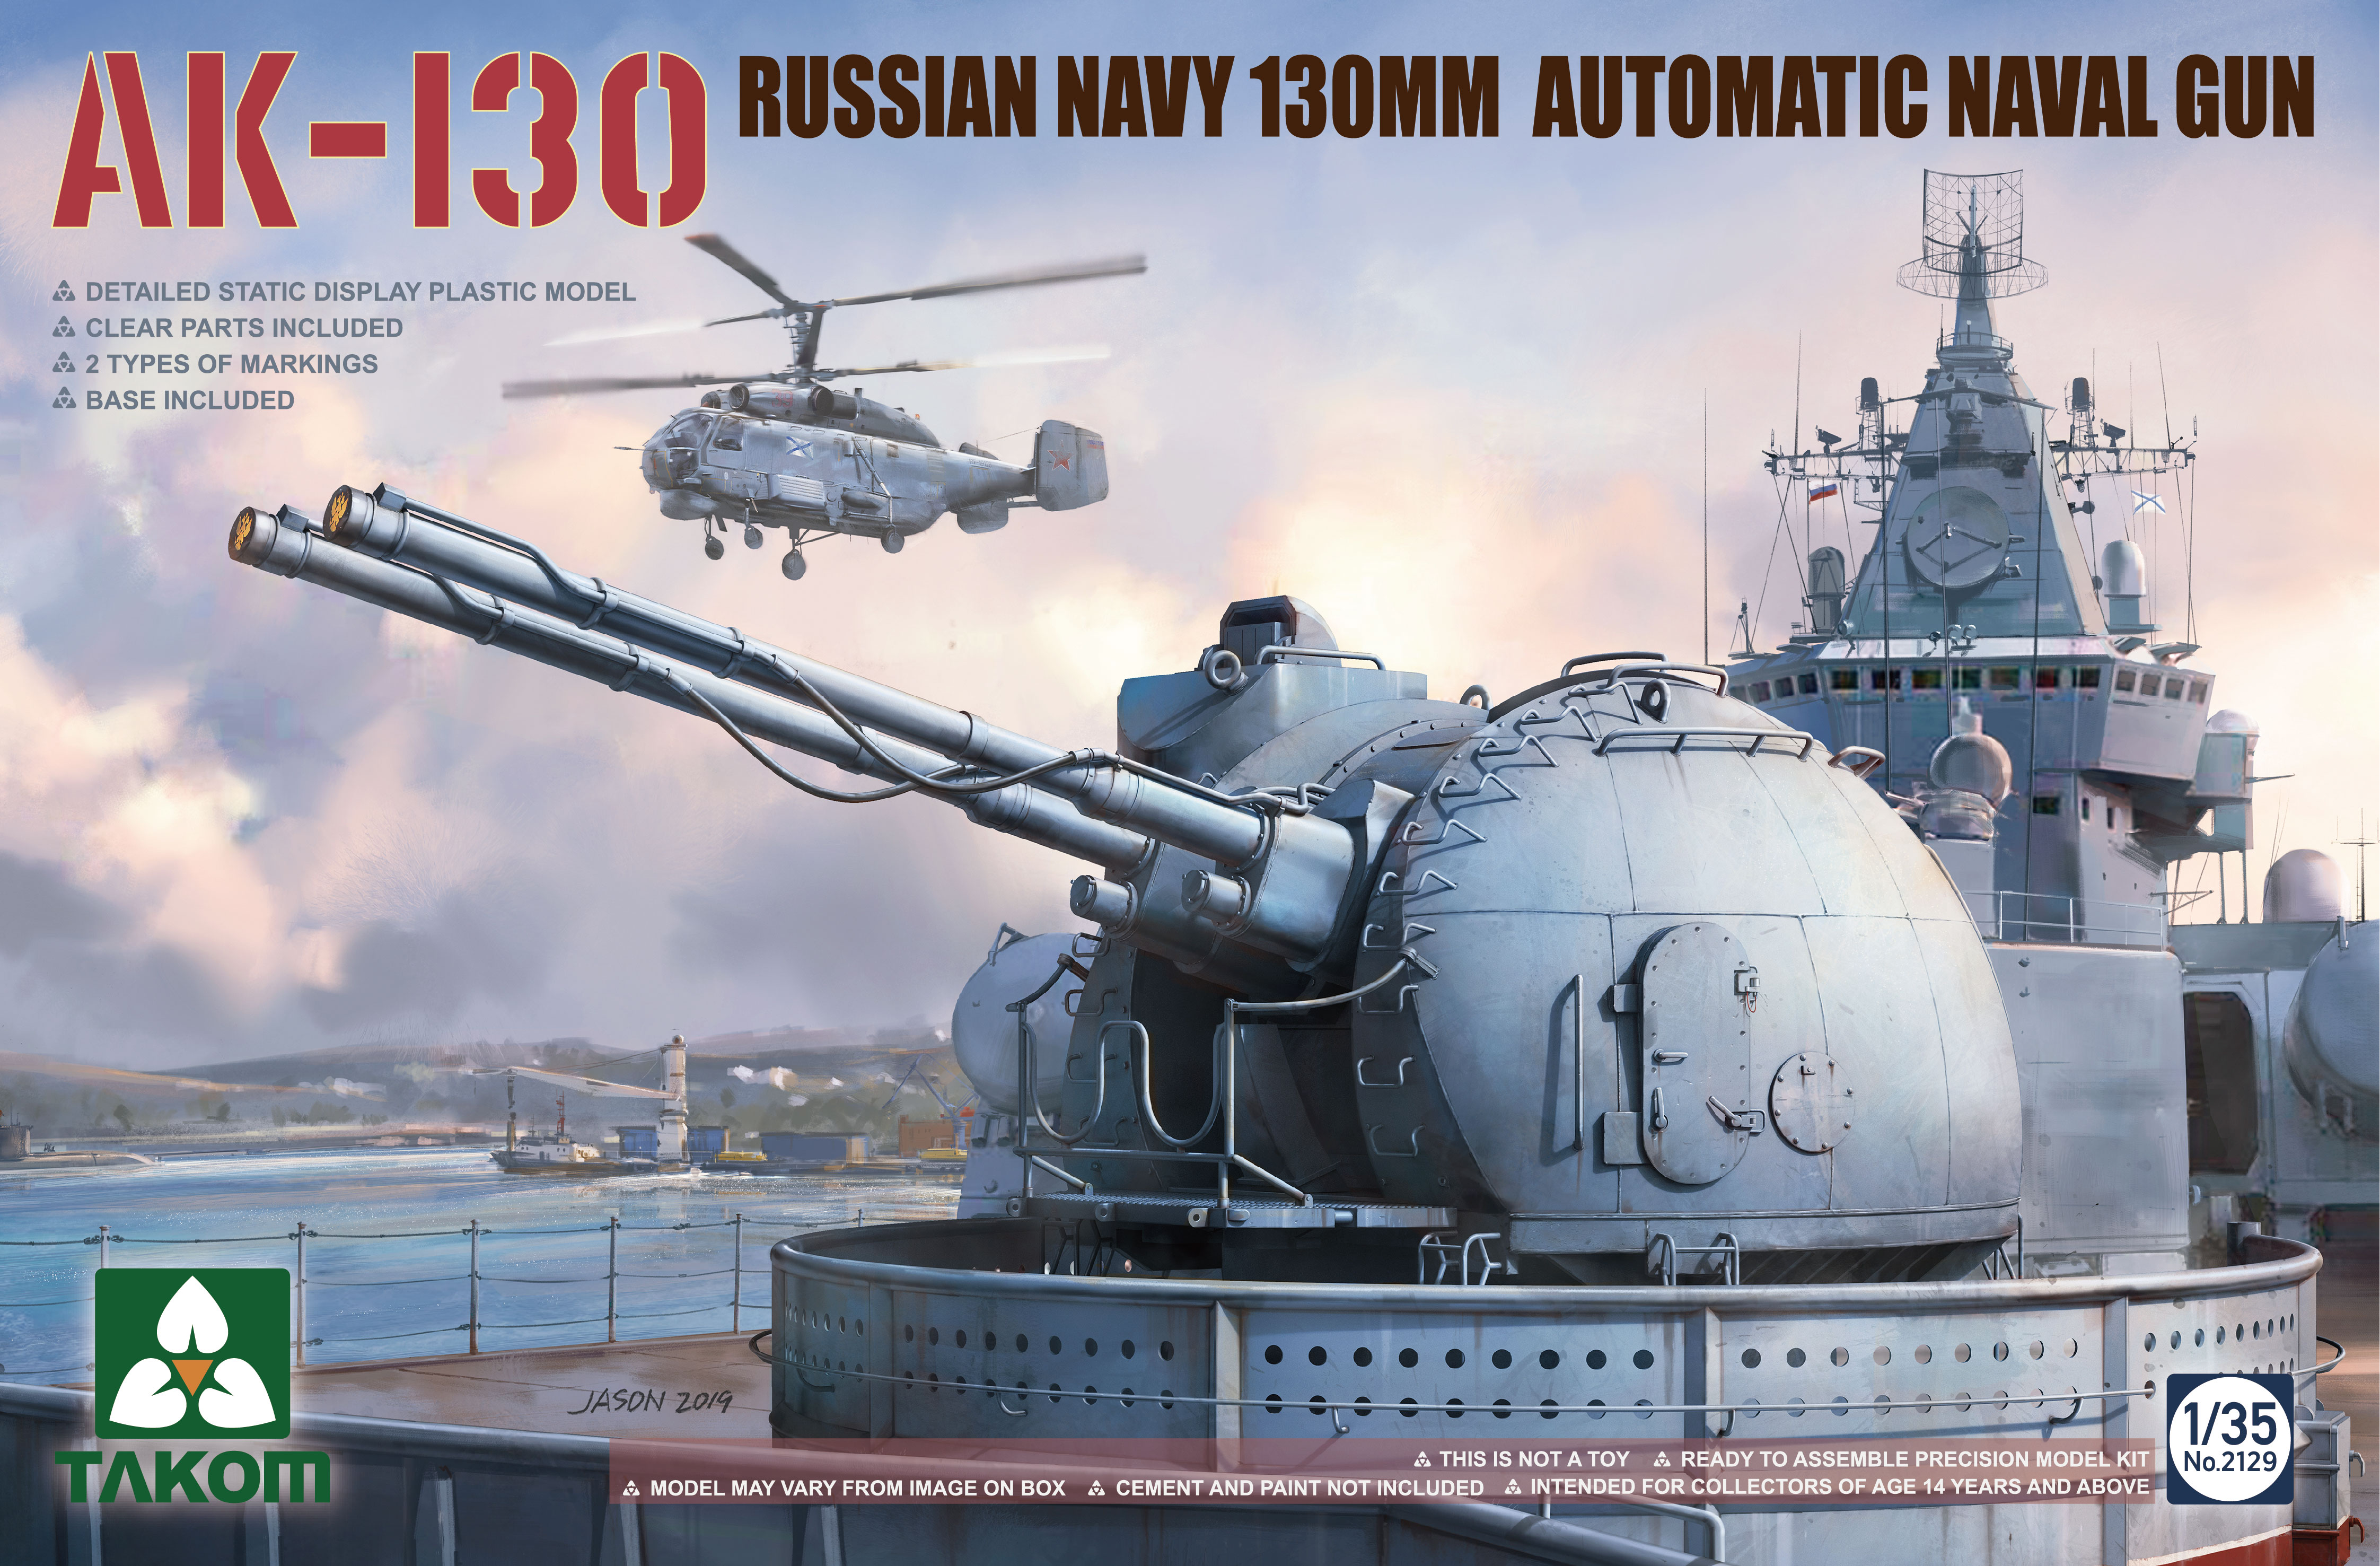 AK-130
RUSSIAN NAVY 130MM AUTOMATIC NAVAL GUN
DETAILED STATIC DISPLAY PLASTIC MODEL
CLEAR PARTS INCLUDED
2 TYPES OF MARKINGS
BASE INCLUDED
JASON 2019
TAKOM
THIS IS NOT A TOY READY TO ASSEMBLE PRECISION MODEL KIT
MODEL MAY VARY FROM IMAGE ON BOX CEMENT AND PAINT NOT INCLUDED INTENDED FOR COLLECTORS OF AGE 14 YEARS AND ABOVE
1/35
No.2129